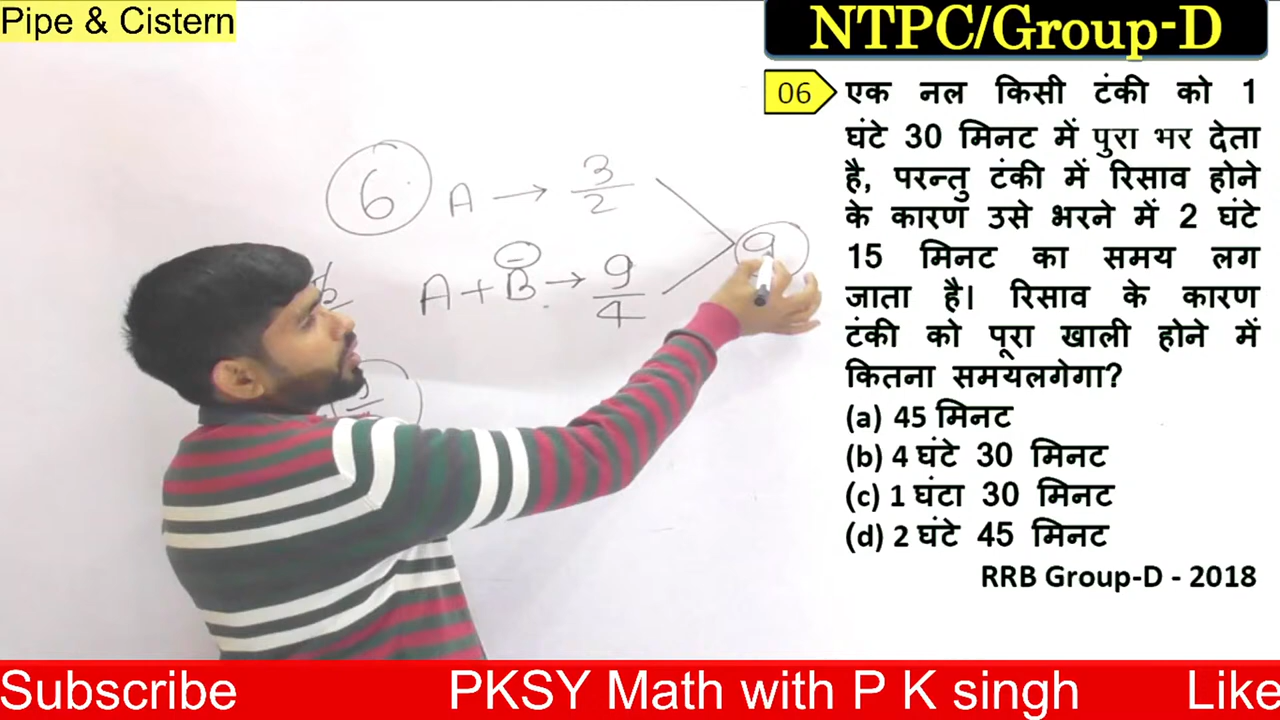 Pipe & Cistern
NTPC/Group-D
06
एक नल किसी टंकी को 1
घंटे 30 मिनट में पुरा भर देता
है, परन्तु टंकी में रिसाव होने
के कारण उसे भरने में 2 घंटे
15 मिनट का समय लग
जाता है। रिसाव के कारण
टंकी को पूरा खाली होने में
कितना समयलगेगा?
(a) 45 मिनट
(b) 4 घंटे 30 मिनट
(c) 1 घंटा 30 मिनट
(d) 2 घंटे 45 मिनट
RRB Group-D - 2018
6 A → 3/2
A + B → 9/4
(-)
9
Subscribe PKSY Math with P K singh Like